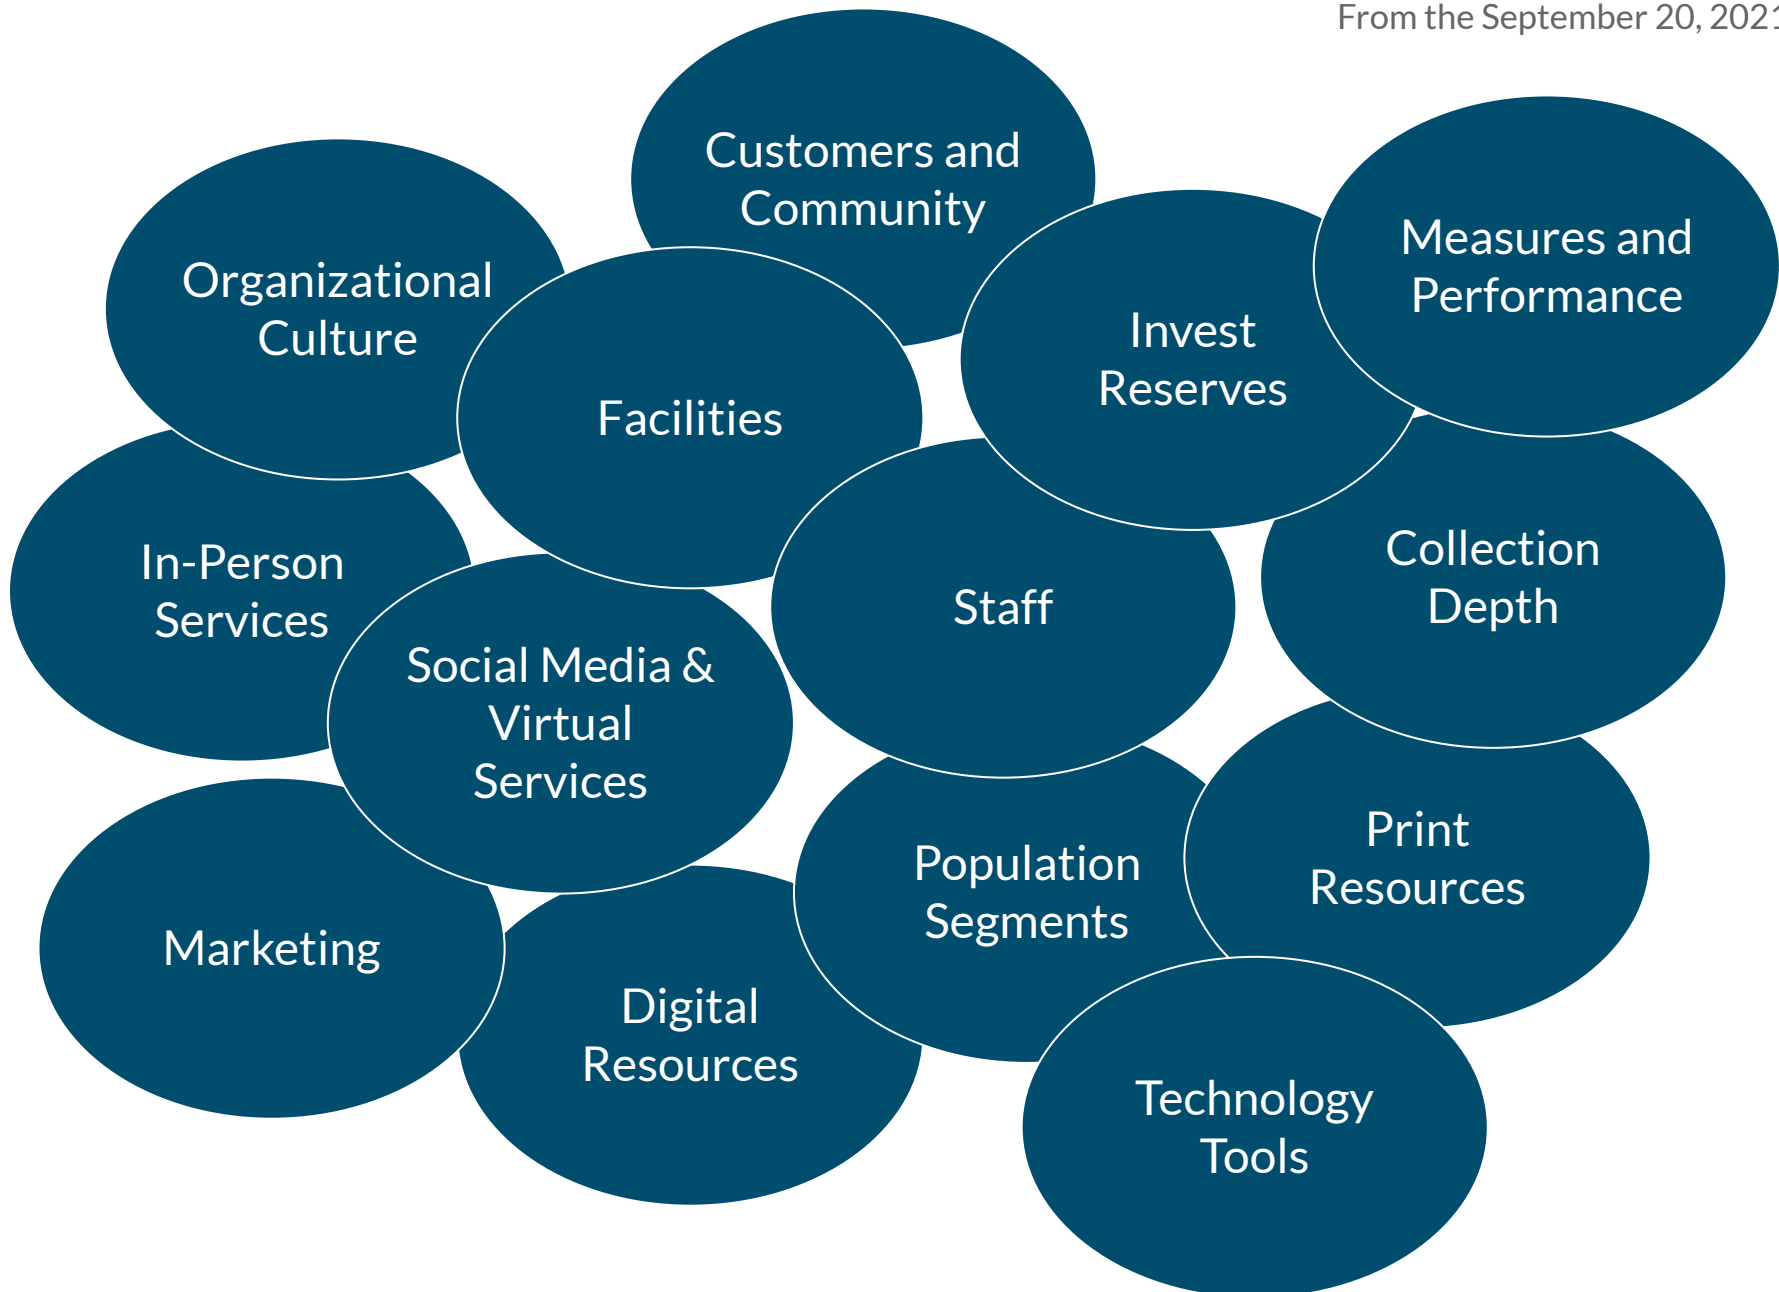 From the September 20, 2021
Customers and
Community
Measures and
Performance
Organizational
Culture
Invest
Reserves
Facilities
In-Person
Services
Staff
Collection
Depth
Social Media &
Virtual
Services
Population
Segments
Print
Resources
Marketing
Digital
Resources
Technology
Tools